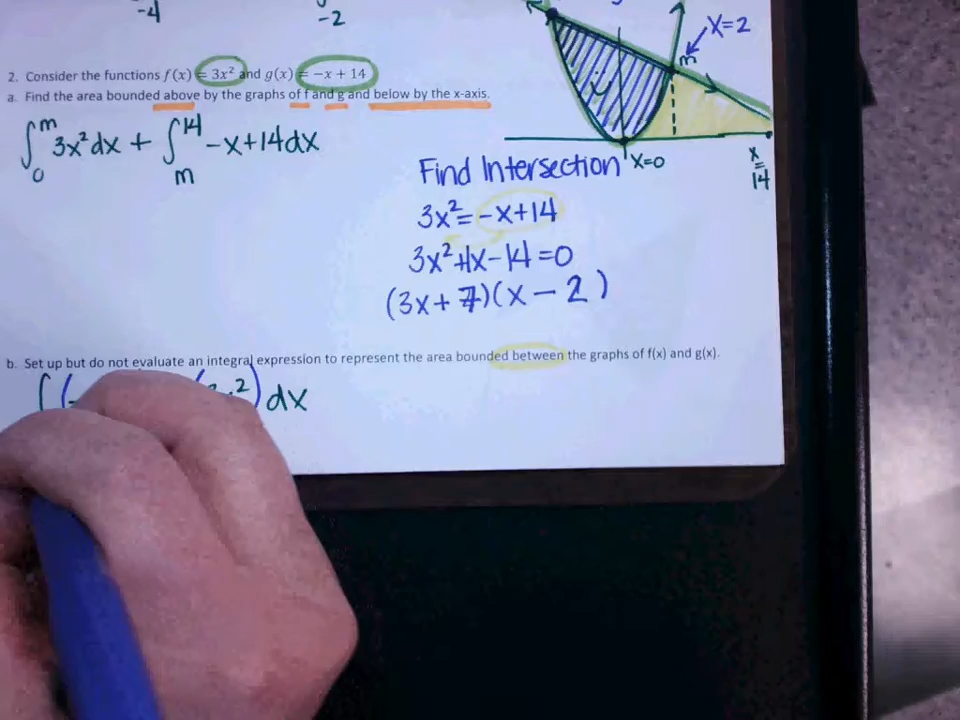 -4
-2
X=2
m
2. Consider the functions f(x) = 3x² and g(x) = −x + 14
a. Find the area bounded above by the graphs of f and g and below by the x-axis.
∫₀ᵐ 3x²dx + ∫ₘ¹⁴ -x+14dx
X=0
x=14
Find Intersection
3x²=-x+14
3x²+1x-14=0
(3x+7)(x-2)
b. Set up but do not evaluate an integral expression to represent the area bounded between the graphs of f(x) and g(x).
∫(- ²)dx